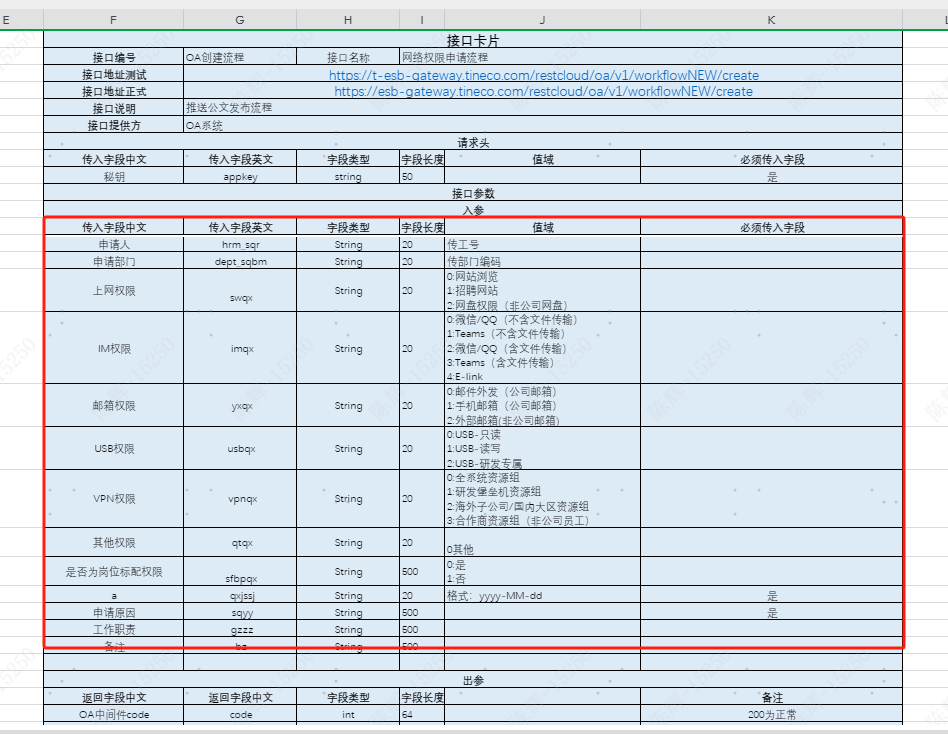 E F G H I J K
接口卡片
接口编号 OA创建流程 接口名称 网络权限申请流程
接口地址测试 https://t-esb-gateway.tineco.com/restcloud/oa/v1/workflowNEW/create
接口地址正式 https://esb-gateway.tineco.com/restcloud/oa/v1/workflowNEW/create
接口说明 推送公文发布流程
接口提供方 OA系统
请求头
传入字段中文 传入字段英文 字段类型 字段长度 值域 必须传入字段
秘钥 appkey string 50 是
接口参数
入参
传入字段中文 传入字段英文 字段类型 字段长度 值域 必须传入字段
申请人 hrm_sqr String 20 传工号
申请部门 dept_sqbm String 20 传部门编码
上网权限 swqx String 20 0:网站浏览
1:招聘网站
2:网盘权限（非公司网盘）
IM权限 imqx String 20 0:微信/QQ（不含文件传输）
1:Teams（不含文件传输）
2:微信/QQ（含文件传输）
3:Teams（含文件传输）
4:E-link
邮箱权限 yxqx String 20 0:邮件外发（公司邮箱）
1:手机邮箱（公司邮箱）
2:外部邮箱(非公司邮箱)
USB权限 usbqx String 20 0:USB-只读
1:USB-读写
2:USB-研发专属
VPN权限 vpnqx String 20 0:全系统资源组
1:研发堡垒机资源组
2:海外子公司/国内大区资源组
3:合作商资源组（非公司员工）
其他权限 qtqx String 20 0其他
是否为岗位标配权限 sfbpqx String 500 0:是
1:否
a qxjssj String 20 格式：yyyy-MM-dd 是
申请原因 sqyy String 500 是
工作职责 gzzz String 500
备注 bz String 500
出参
返回字段中文 返回字段英文 字段类型 字段长度 备注
OA中间件code code int 64 200为正常